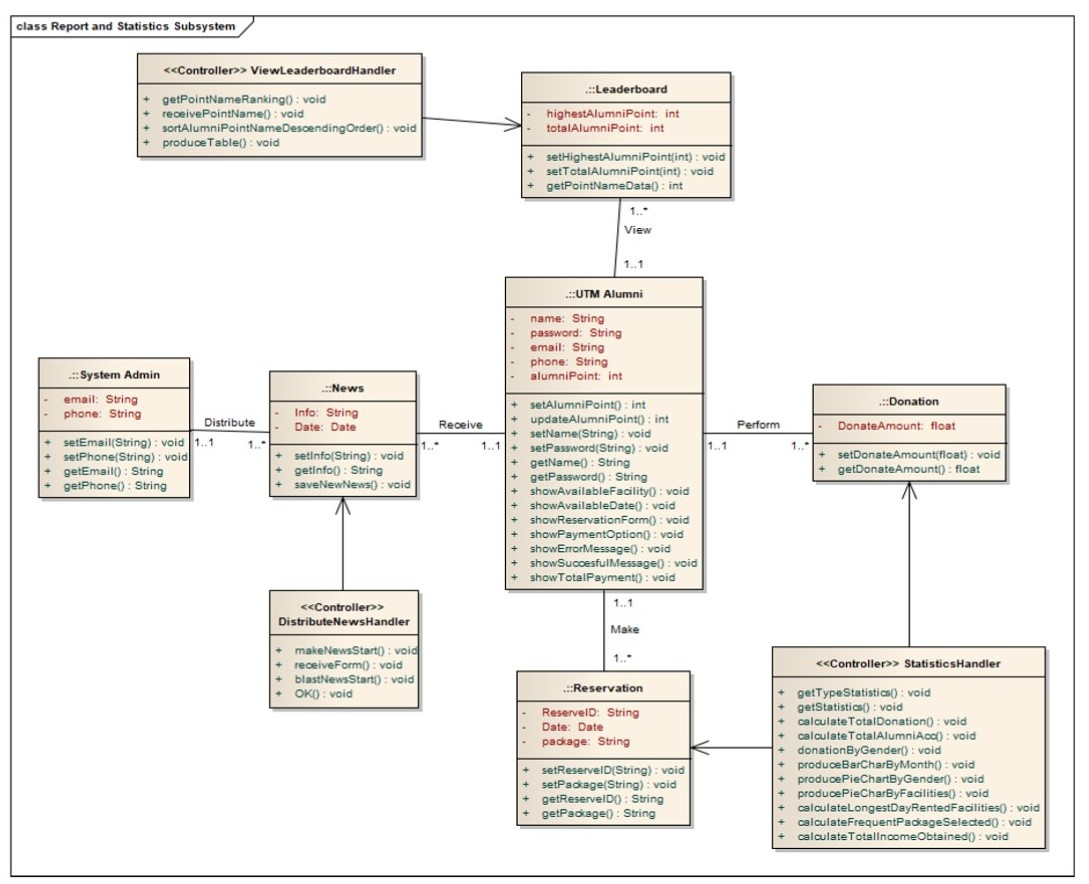 class Report and Statistics Subsystem
<<Controller>> ViewLeaderboardHandler
+ getPointNameRanking() : void
+ receivePointName() : void
+ sortAlumniPointNameDescendingOrder() : void
+ produceTable() : void
.::Leaderboard
- highestAlumniPoint: int
- totalAlumniPoint: int
+ setHighestAlumniPoint(int) : void
+ setTotalAlumniPoint(int) : void
+ getPointNameData() : int
1..*
View
1..1
.::UTM Alumni
- name: String
- password: String
- email: String
- phone: String
- alumniPoint: int
+ setAlumniPoint() : int
+ updateAlumniPoint() : int
+ setName(String) : void
+ setPassword(String) : void
+ getName() : String
+ getPassword() : String
+ showAvailableFacility() : void
+ showAvailableDate() : void
+ showReservationForm() : void
+ showPaymentOption() : void
+ showErrorMessage() : void
+ showSuccesfulMessage() : void
+ showTotalPayment() : void
.::System Admin
- email: String
- phone: String
+ setEmail(String) : void
+ setPhone(String) : void
+ getEmail() : String
+ getPhone() : String
Distribute
1..1
1..*
.::News
- Info: String
- Date: Date
+ setInfo(String) : void
+ getInfo() : String
+ saveNewNews() : void
Receive
1..*
1..1
Perform
1..1
1..*
.::Donation
- DonateAmount: float
+ setDonateAmount(float) : void
+ getDonateAmount() : float
<<Controller>>
DistributeNewsHandler
+ makeNewsStart() : void
+ receiveForm() : void
+ blastNewsStart() : void
+ OK() : void
1..1
Make
1..*
.::Reservation
- ReserveID: String
- Date: Date
- package: String
+ setReserveID(String) : void
+ setPackage(String) : void
+ getReserveID() : String
+ getPackage() : String
<<Controller>> StatisticsHandler
+ getTypeStatistics() : void
+ getStatistics() : void
+ calculateTotalDonation() : void
+ calculateTotalAlumniAcc() : void
+ donationByGender() : void
+ produceBarCharByMonth() : void
+ producePieChartByGender() : void
+ producePieCharByFacilities() : void
+ calculateLongestDayRentedFacilities() : void
+ calculateFrequentPackageSelected() : void
+ calculateTotalIncomeObtained() : void